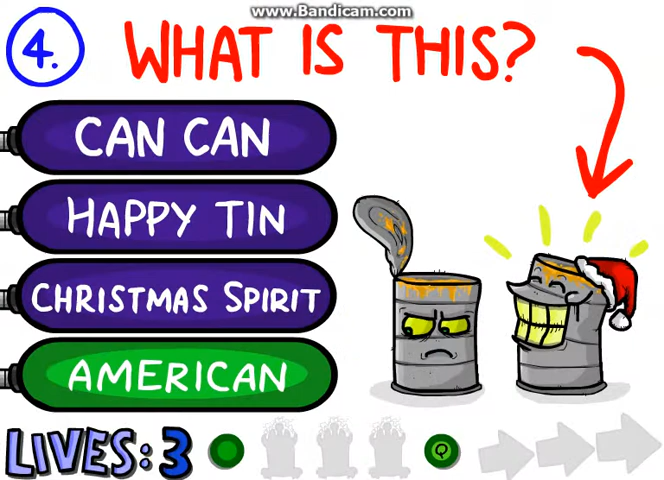 www.Bandicam.com
4. WHAT IS THIS?
CAN CAN
HAPPY TIN
CHRISTMAS SPIRIT
AMERICAN
LIVES: 3
Q